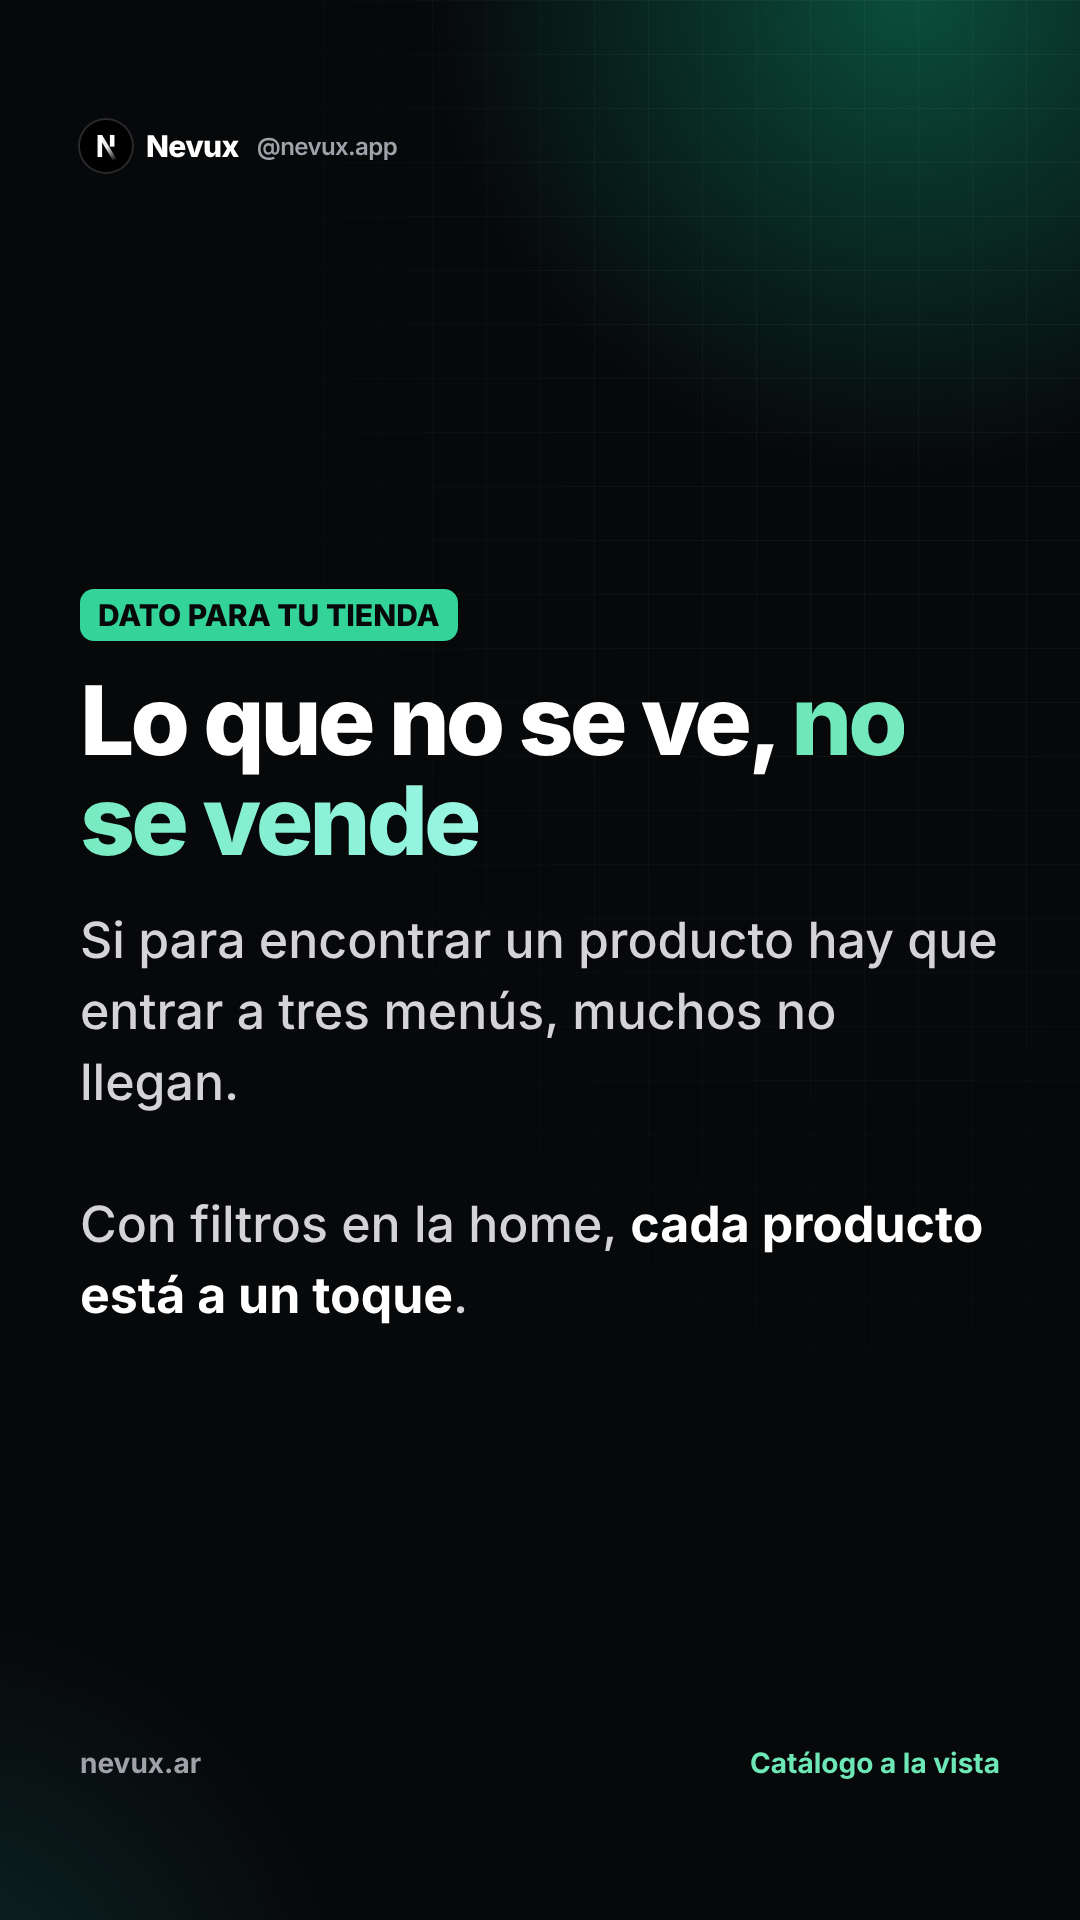 N Nevux @nevux.app
DATO PARA TU TIENDA
Lo que no se ve, no
se vende
Si para encontrar un producto hay que
entrar a tres menús, muchos no
llegan.
Con filtros en la home, cada producto
está a un toque.
nevux.ar
Catálogo a la vista